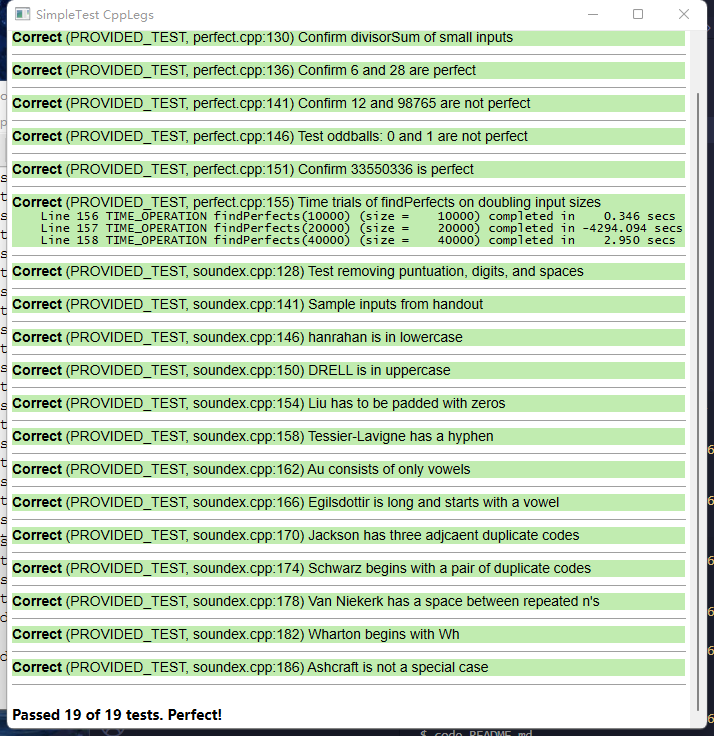 SimpleTest CppLegs
Correct (PROVIDED_TEST, perfect.cpp:130) Confirm divisorSum of small inputs
Correct (PROVIDED_TEST, perfect.cpp:136) Confirm 6 and 28 are perfect
Correct (PROVIDED_TEST, perfect.cpp:141) Confirm 12 and 98765 are not perfect
Correct (PROVIDED_TEST, perfect.cpp:146) Test oddballs: 0 and 1 are not perfect
Correct (PROVIDED_TEST, perfect.cpp:151) Confirm 33550336 is perfect
Correct (PROVIDED_TEST, perfect.cpp:155) Time trials of findPerfects on doubling input sizes
Line 156 TIME_OPERATION findPerfects(10000) (size =    10000) completed in    0.346 secs
Line 157 TIME_OPERATION findPerfects(20000) (size =    20000) completed in -4294.094 secs
Line 158 TIME_OPERATION findPerfects(40000) (size =    40000) completed in    2.950 secs
Correct (PROVIDED_TEST, soundex.cpp:128) Test removing puntuation, digits, and spaces
Correct (PROVIDED_TEST, soundex.cpp:141) Sample inputs from handout
Correct (PROVIDED_TEST, soundex.cpp:146) hanrahan is in lowercase
Correct (PROVIDED_TEST, soundex.cpp:150) DRELL is in uppercase
Correct (PROVIDED_TEST, soundex.cpp:154) Liu has to be padded with zeros
Correct (PROVIDED_TEST, soundex.cpp:158) Tessier-Lavigne has a hyphen
Correct (PROVIDED_TEST, soundex.cpp:162) Au consists of only vowels
Correct (PROVIDED_TEST, soundex.cpp:166) Egilsdottir is long and starts with a vowel
Correct (PROVIDED_TEST, soundex.cpp:170) Jackson has three adjcaent duplicate codes
Correct (PROVIDED_TEST, soundex.cpp:174) Schwarz begins with a pair of duplicate codes
Correct (PROVIDED_TEST, soundex.cpp:178) Van Niekerk has a space between repeated n's
Correct (PROVIDED_TEST, soundex.cpp:182) Wharton begins with Wh
Correct (PROVIDED_TEST, soundex.cpp:186) Ashcraft is not a special case
Passed 19 of 19 tests. Perfect!
$ code README.md